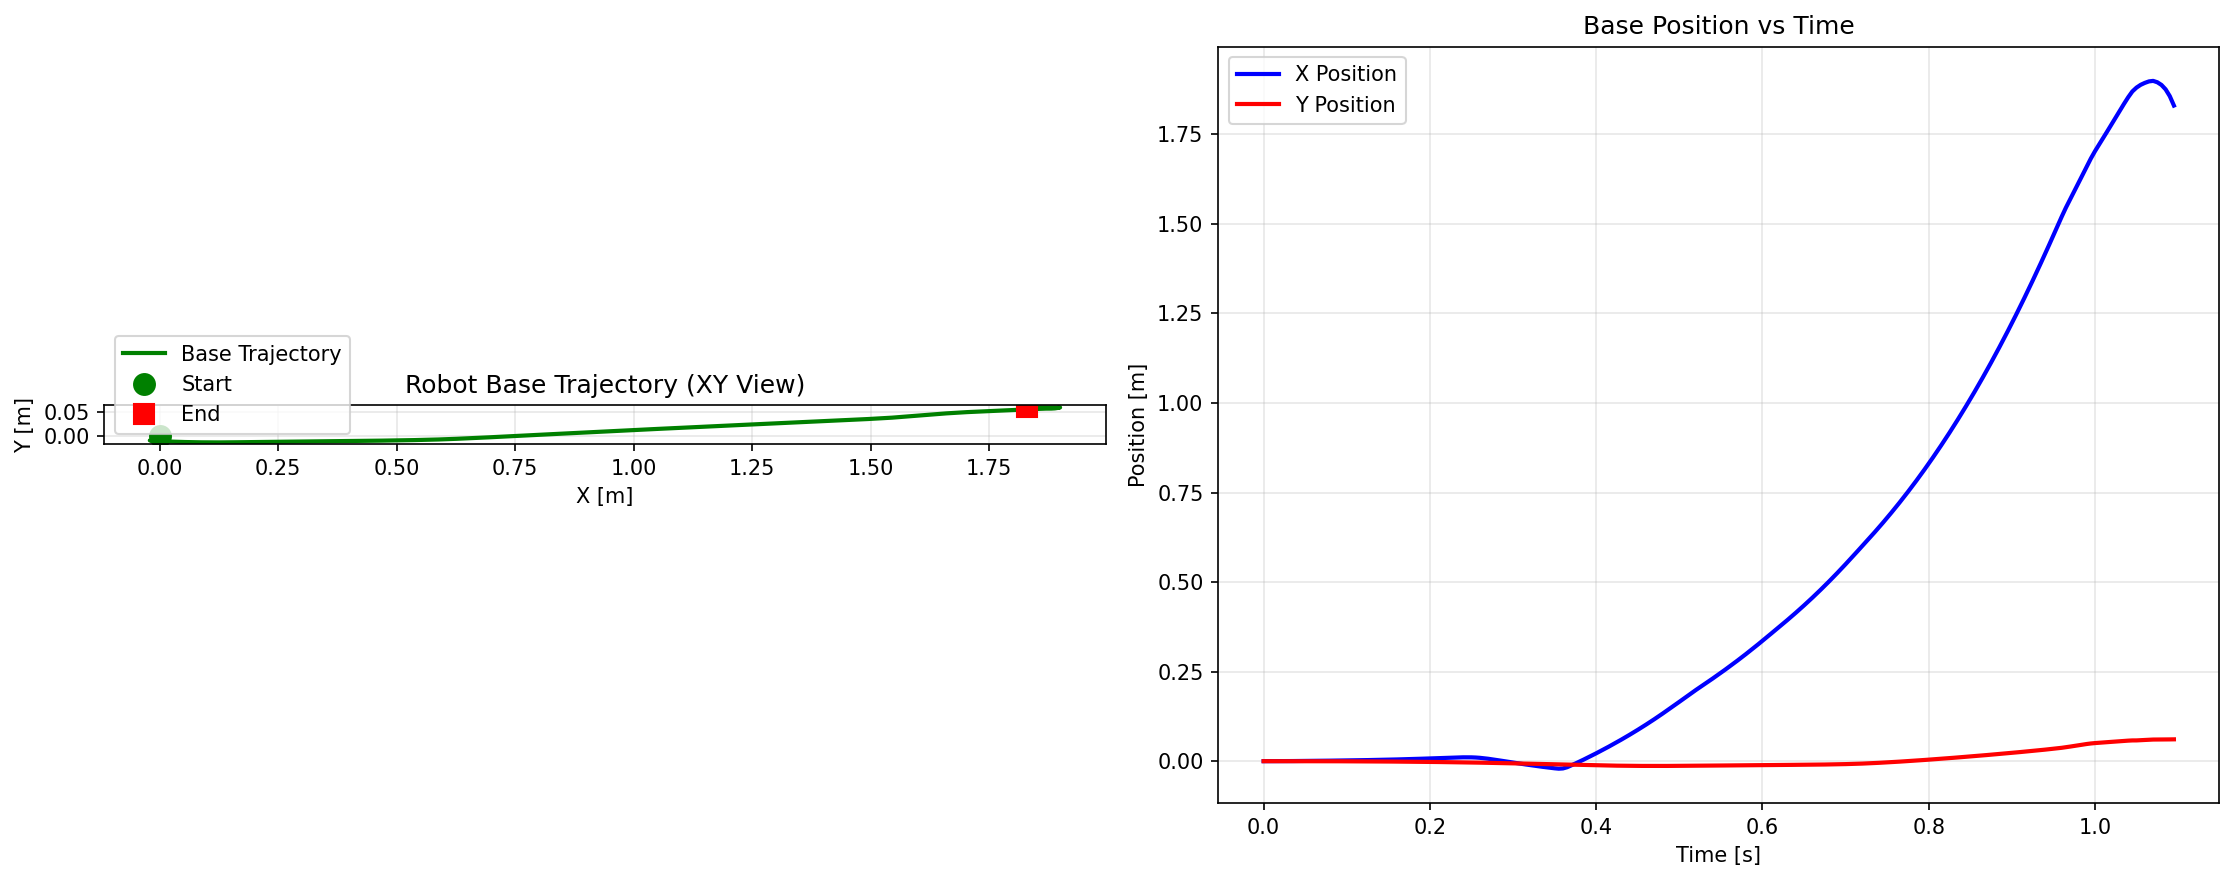 Base Trajectory
Start
End
Robot Base Trajectory (XY View)
Y [m]
0.05
0.00
0.00 0.25 0.50 0.75 1.00 1.25 1.50 1.75
X [m]
Base Position vs Time
X Position
Y Position
Position [m]
1.75
1.50
1.25
1.00
0.75
0.50
0.25
0.00
0.0 0.2 0.4 0.6 0.8 1.0
Time [s]